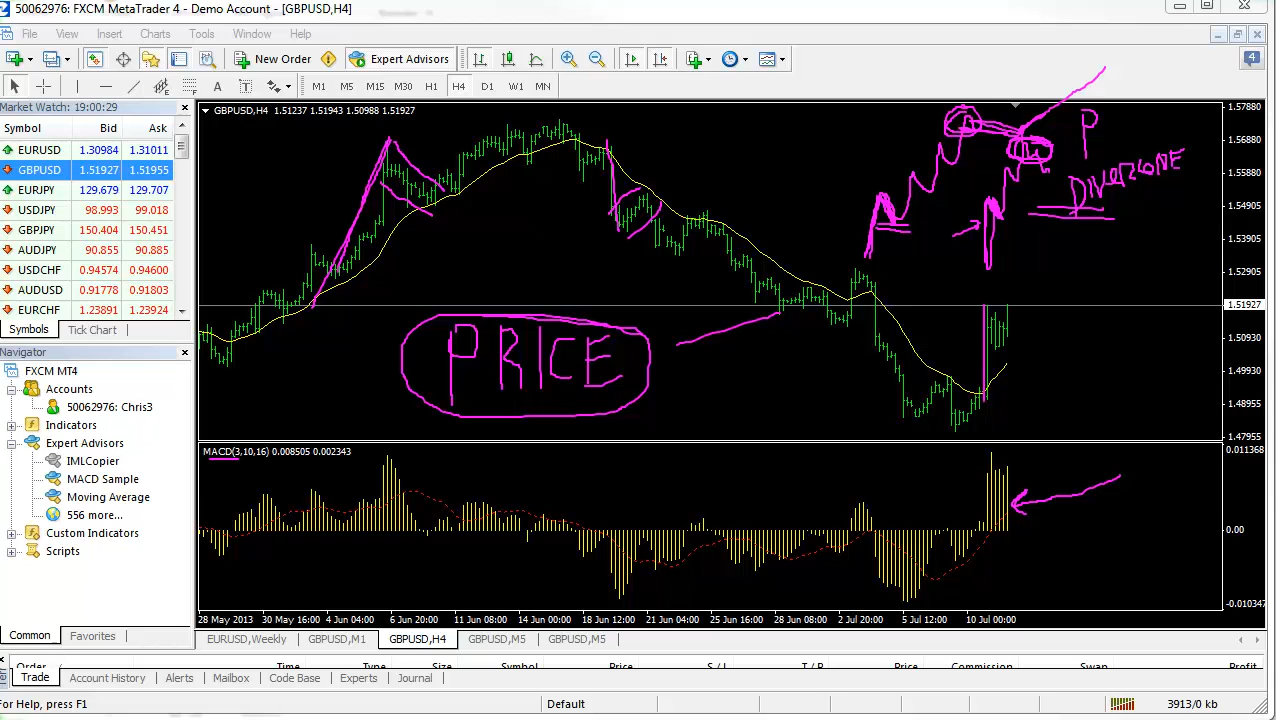 50062976: FXCM MetaTrader 4 - Demo Account - [GBPUSD,H4]
File View Insert Charts Tools Window Help
New Order Expert Advisors 4
A T M1 M5 M15 M30 H1 H4 D1 W1 MN
Market Watch: 19:00:29
Symbol Bid Ask
EURUSD 1.30984 1.31011
GBPUSD 1.51927 1.51955
EURJPY 129.679 129.707
USDJPY 98.993 99.018
GBPJPY 150.404 150.451
AUDJPY 90.855 90.885
USDCHF 0.94574 0.94600
AUDUSD 0.91778 0.91803
EURCHF 1.23891 1.23924
Symbols Tick Chart
Navigator
FXCM MT4
Accounts
50062976: Chris3
Indicators
Expert Advisors
IMLCopier
MACD Sample
Moving Average
556 more...
Custom Indicators
Scripts
Common Favorites
GBPUSD,H4 1.51237 1.51943 1.50988 1.51927
P
PRICE
1.57880
1.56880
1.55880
1.54905
1.53905
1.52905
1.51927
1.50930
1.49930
1.48955
1.47955
MACD(3,10,16) 0.008505 0.002343
0.011368
0.00
-0.010347
28 May 2013 30 May 16:00 4 Jun 04:00 6 Jun 20:00 11 Jun 08:00 13 Jun 20:00 18 Jun 12:00 21 Jun 04:00 25 Jun 16:00 28 Jun 08:00 2 Jul 20:00 5 Jul 12:00 10 Jul 00:00
EURUSD,Weekly GBPUSD,M1 GBPUSD,H4 GBPUSD,M5 GBPUSD,M5
Order Time Type Size Symbol Price S / L T / P Price Commission Swap Profit
Trade Account History Alerts Mailbox Code Base Experts Journal
For Help, press F1 Default 3913/0 kb